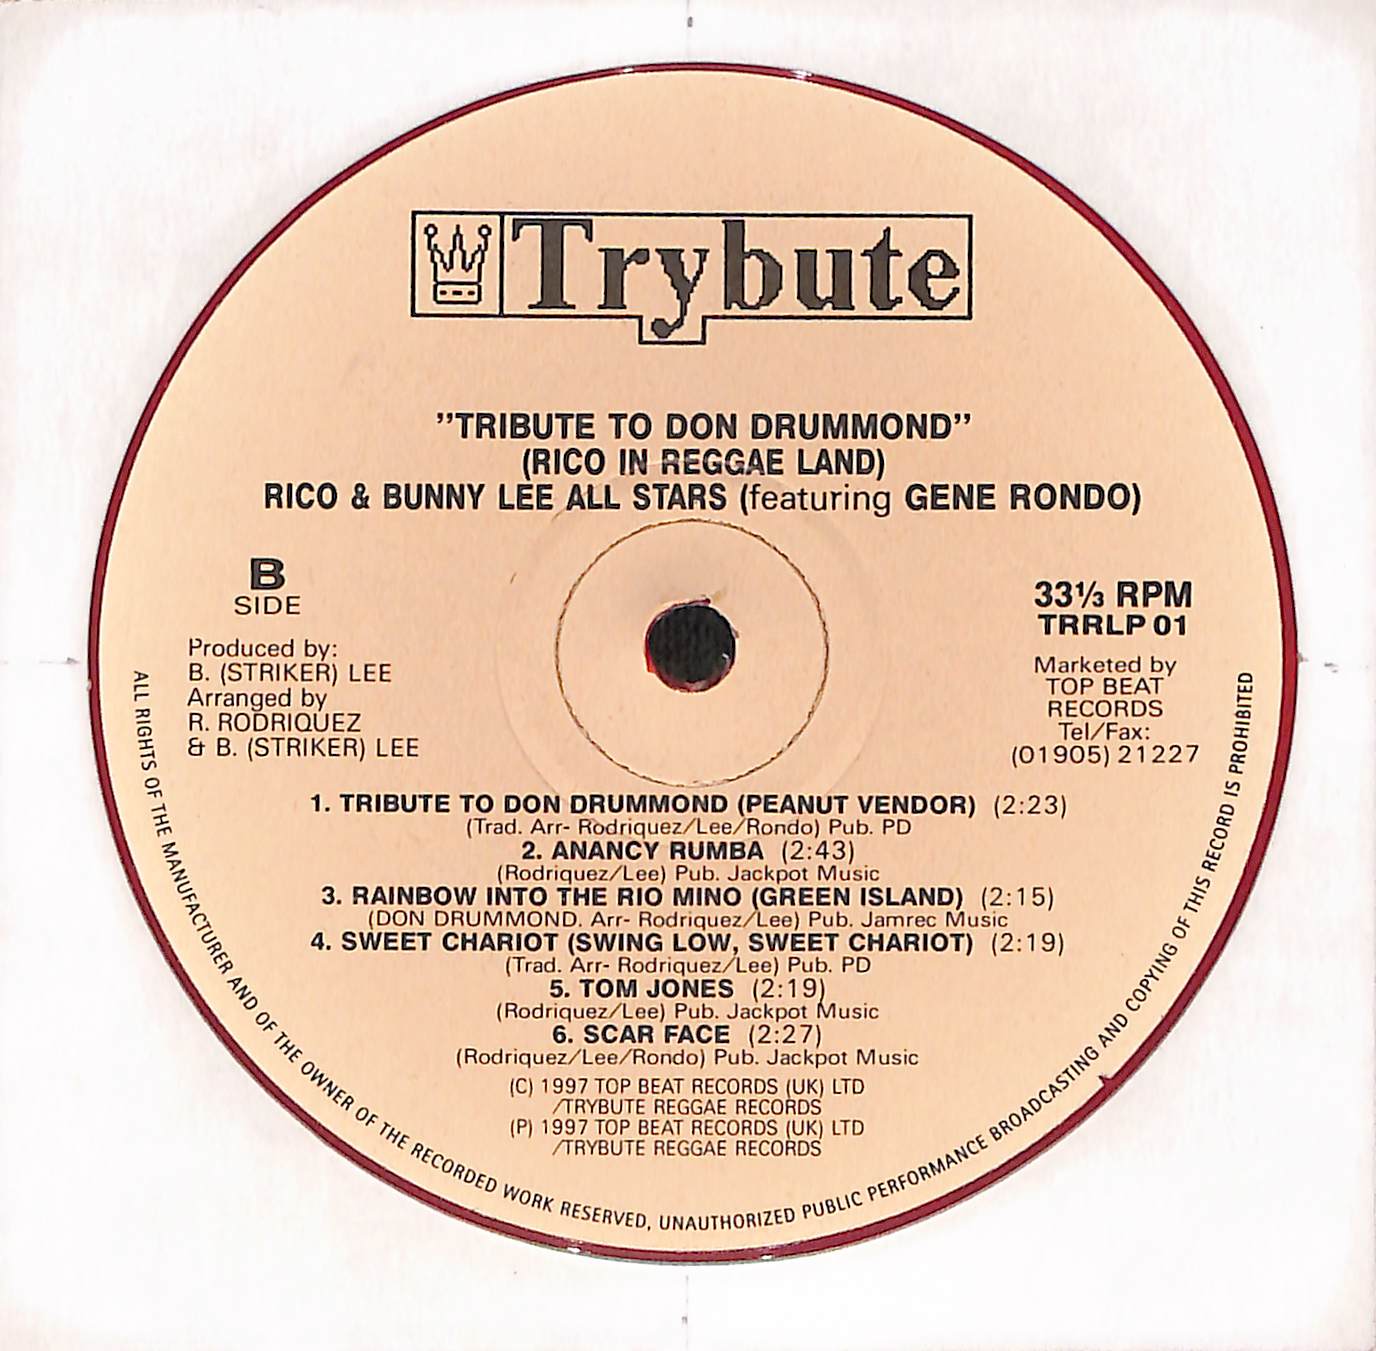 Trybute
"TRIBUTE TO DON DRUMMOND"
(RICO IN REGGAE LAND)
RICO & BUNNY LEE ALL STARS (featuring GENE RONDO)
B
SIDE
Produced by:
B. (STRIKER) LEE
Arranged by
R. RODRIQUEZ
& B. (STRIKER) LEE
33⅓ RPM
TRRLP 01
Marketed by
TOP BEAT
RECORDS
Tel/Fax:
(01905) 21227
1. TRIBUTE TO DON DRUMMOND (PEANUT VENDOR) (2:23)
(Trad. Arr- Rodriquez/Lee/Rondo) Pub. PD
2. ANANCY RUMBA (2:43)
(Rodriquez/Lee) Pub. Jackpot Music
3. RAINBOW INTO THE RIO MINO (GREEN ISLAND) (2:15)
(DON DRUMMOND. Arr- Rodriquez/Lee) Pub. Jamrec Music
4. SWEET CHARIOT (SWING LOW, SWEET CHARIOT) (2:19)
(Trad. Arr- Rodriquez/Lee) Pub. PD
5. TOM JONES (2:19)
(Rodriquez/Lee) Pub. Jackpot Music
6. SCAR FACE (2:27)
(Rodriquez/Lee/Rondo) Pub. Jackpot Music
(C) 1997 TOP BEAT RECORDS (UK) LTD
/TRYBUTE REGGAE RECORDS
(P) 1997 TOP BEAT RECORDS (UK) LTD
/TRYBUTE REGGAE RECORDS
ALL RIGHTS OF THE MANUFACTURER AND OF THE OWNER OF THE RECORDED WORK RESERVED, UNAUTHORIZED PUBLIC PERFORMANCE BROADCASTING AND COPYING OF THIS RECORD IS PROHIBITED